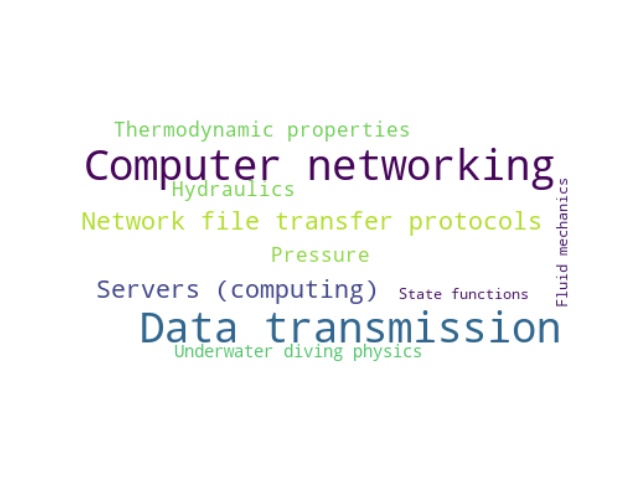 Thermodynamic properties
Computer networking
Hydraulics
Network file transfer protocols
Pressure
Servers (computing)
State functions
Fluid mechanics
Data transmission
Underwater diving physics